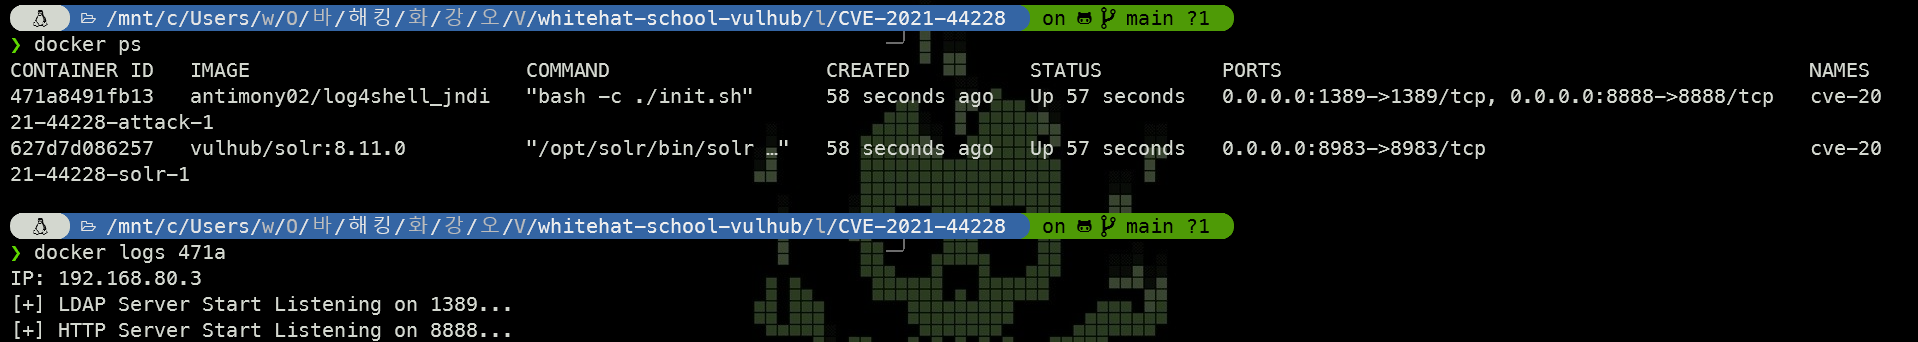 /mnt/c/Users/w/O/바/해킹/화/강/오/V/whitehat-school-vulhub/l/CVE-2021-44228 on main ?1
❯ docker ps
CONTAINER ID IMAGE COMMAND CREATED STATUS PORTS NAMES
471a8491fb13 antimony02/log4shell_jndi "bash -c ./init.sh" 58 seconds ago Up 57 seconds 0.0.0.0:1389->1389/tcp, 0.0.0.0:8888->8888/tcp cve-20
21-44228-attack-1
627d7d086257 vulhub/solr:8.11.0 "/opt/solr/bin/solr …" 58 seconds ago Up 57 seconds 0.0.0.0:8983->8983/tcp cve-20
21-44228-solr-1
/mnt/c/Users/w/O/바/해킹/화/강/오/V/whitehat-school-vulhub/l/CVE-2021-44228 on main ?1
❯ docker logs 471a
IP: 192.168.80.3
[+] LDAP Server Start Listening on 1389...
[+] HTTP Server Start Listening on 8888...